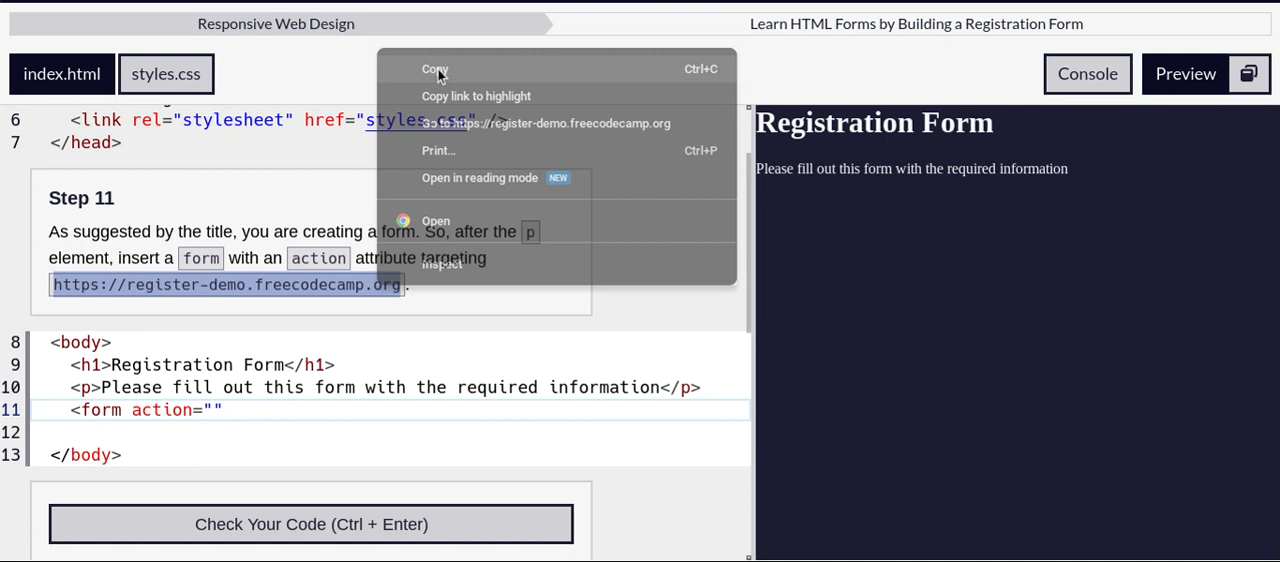 Responsive Web Design
Learn HTML Forms by Building a Registration Form
index.html
styles.css
Console
Preview
Copy Ctrl+C
Copy link to highlight
Go to https://register-demo.freecodecamp.org
Print... Ctrl+P
Open in reading mode NEW
Open
Inspect
6 <link rel="stylesheet" href="styles.css" />
7 </head>
Step 11
As suggested by the title, you are creating a form. So, after the p
element, insert a form with an action attribute targeting
https://register-demo.freecodecamp.org.
8 <body>
9 <h1>Registration Form</h1>
10 <p>Please fill out this form with the required information</p>
11 <form action=""
12
13 </body>
Check Your Code (Ctrl + Enter)
Registration Form
Please fill out this form with the required information